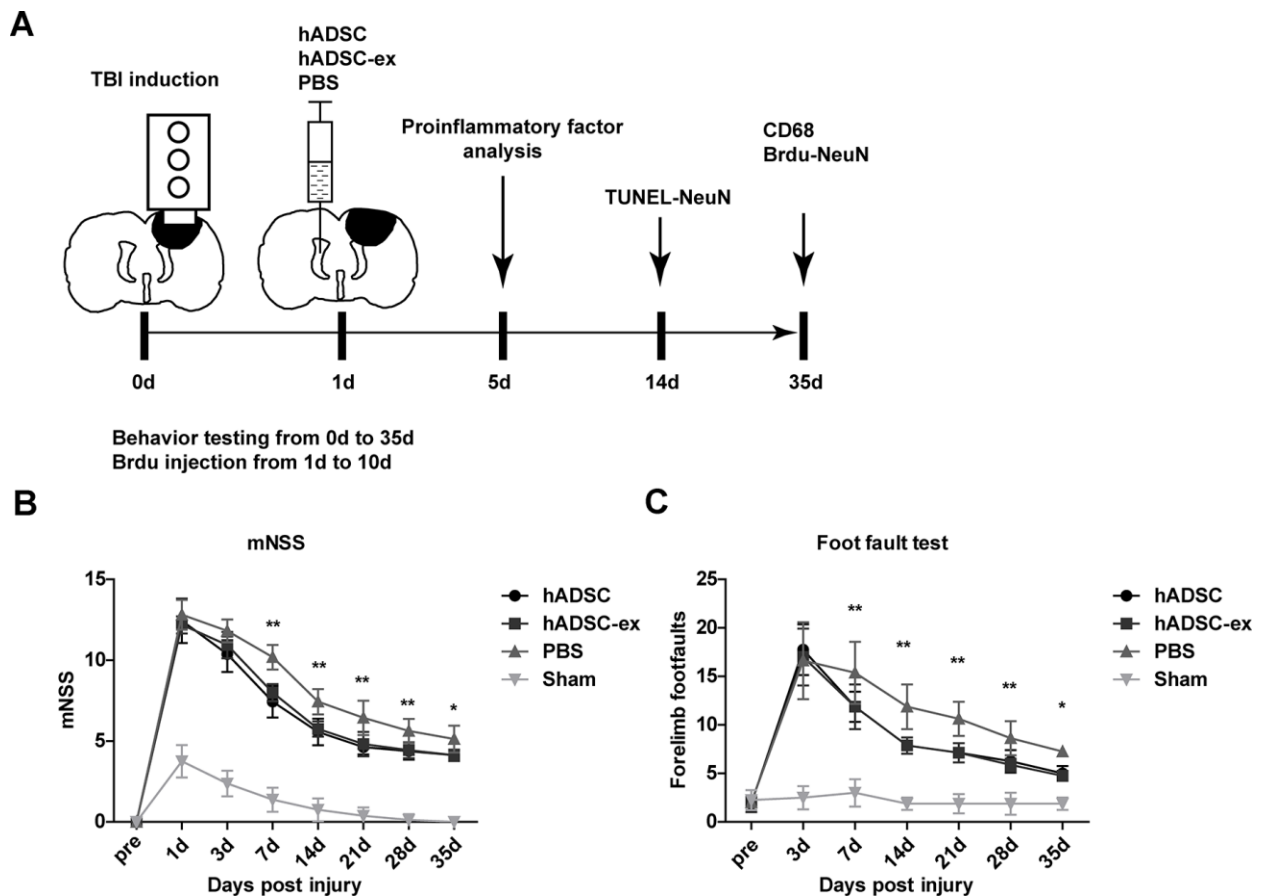 A
TBI induction
hADSC
hADSC-ex
PBS
Proinflammatory factor
analysis
TUNEL-NeuN
CD68
Brdu-NeuN
0d
1d
5d
14d
35d
Behavior testing from 0d to 35d
Brdu injection from 1d to 10d
B
mNSS
mNSS
15
10
5
0
**
**
**
**
*
pre
1d
3d
7d
14d
21d
28d
35d
Days post injury
hADSC
hADSC-ex
PBS
Sham
C
Foot fault test
Forelimb footfaults
25
20
15
10
5
0
**
**
**
**
*
pre
3d
7d
14d
21d
28d
35d
Days post injury
hADSC
hADSC-ex
PBS
Sham